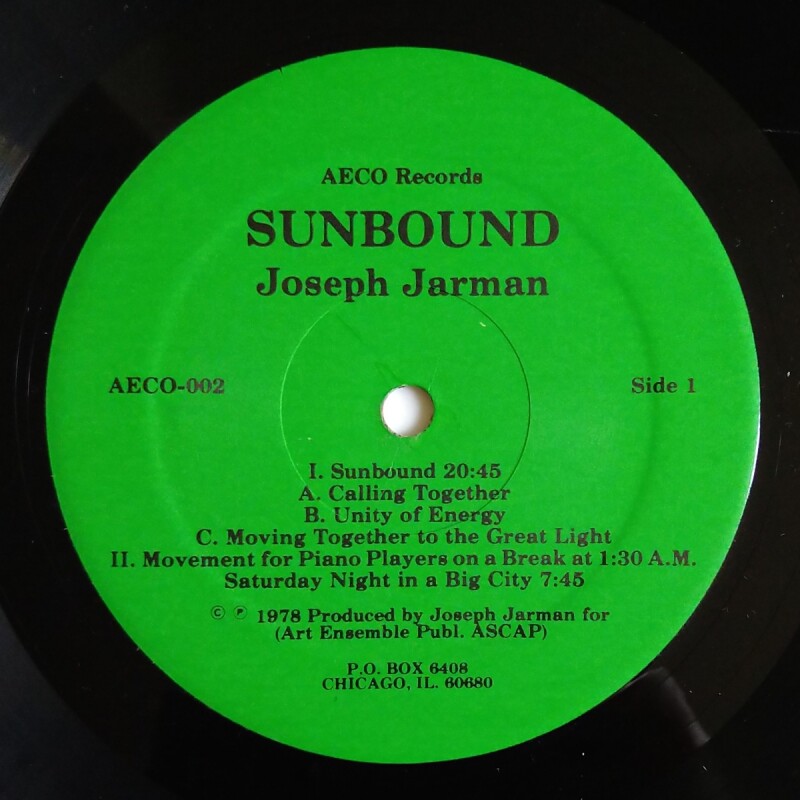 AECO Records
SUNBOUND
Joseph Jarman
AECO-002
Side 1
I. Sunbound 20:45
A. Calling Together
B. Unity of Energy
C. Moving Together to the Great Light
II. Movement for Piano Players on a Break at 1:30 A.M.
Saturday Night in a Big City 7:45
© ℗ 1978 Produced by Joseph Jarman for
(Art Ensemble Publ. ASCAP)
P.O. BOX 6408
CHICAGO, IL. 60680